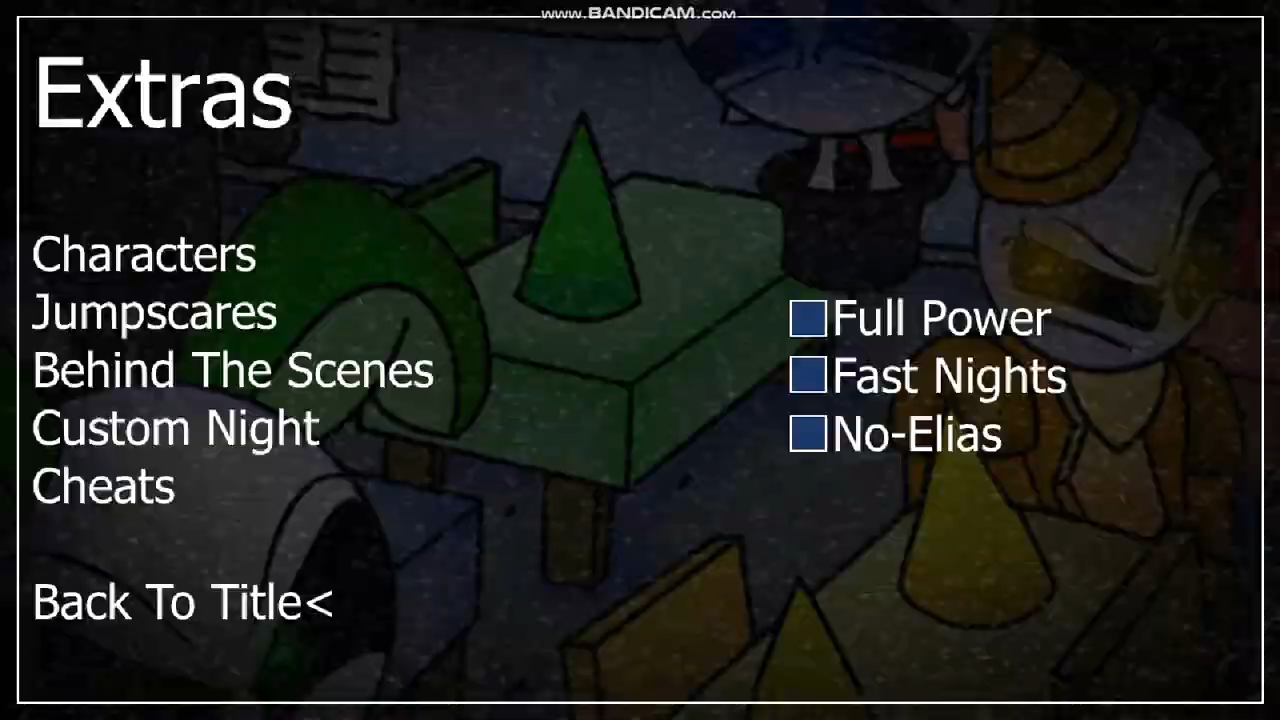 www.BANDICAM.com
Extras
Characters
Jumpscares
Behind The Scenes
Custom Night
Cheats
Back To Title<
Full Power
Fast Nights
No-Elias